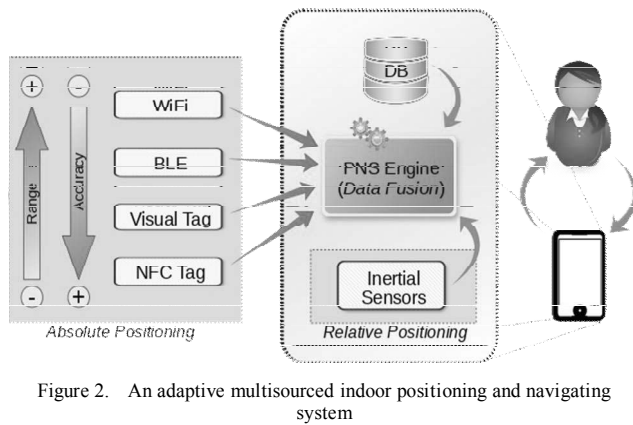 DB
+
-
WiFi
BLE
Visual Tag
NFC Tag
Range
Accuracy
-
+
Absolute Positioning
PNS Engine
(Data Fusion)
Inertial
Sensors
Relative Positioning
Figure 2. An adaptive multisourced indoor positioning and navigating
system